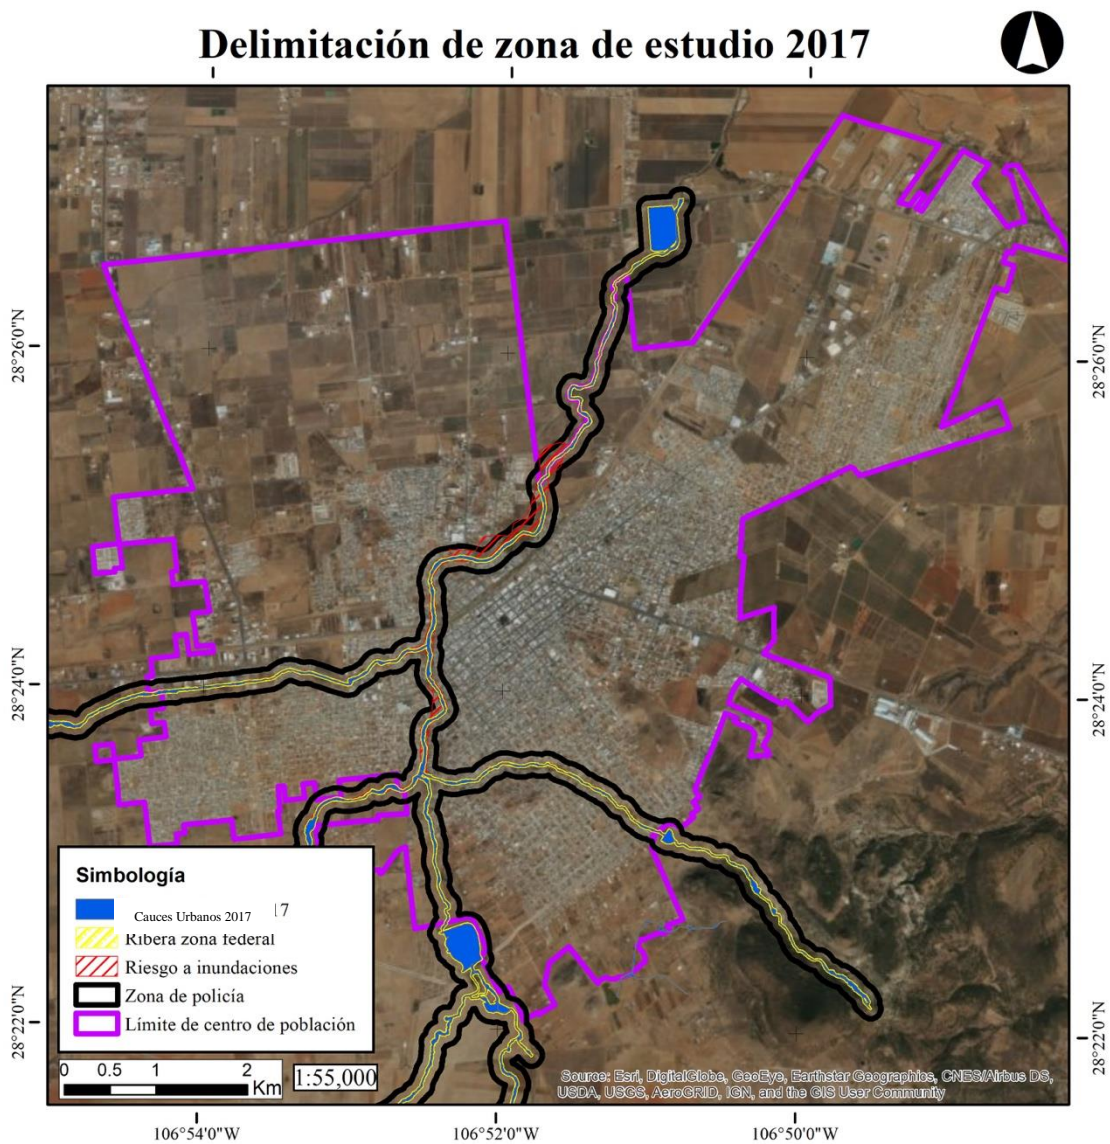 Delimitación de zona de estudio 2017
28°26'0"N
28°26'0"N
28°24'0"N
28°24'0"N
28°22'0"N
28°22'0"N
Simbología
Cauces Urbanos 2017 17
Ribera zona federal
Riesgo a inundaciones
Zona de policía
Límite de centro de población
0 0.5 1 2
Km
1:55,000
Source: Esri, DigitalGlobe, GeoEye, Earthstar Geographics, CNES/Airbus DS,
USDA, USGS, AeroGRID, IGN, and the GIS User Community
106°54'0"W 106°52'0"W 106°50'0"W